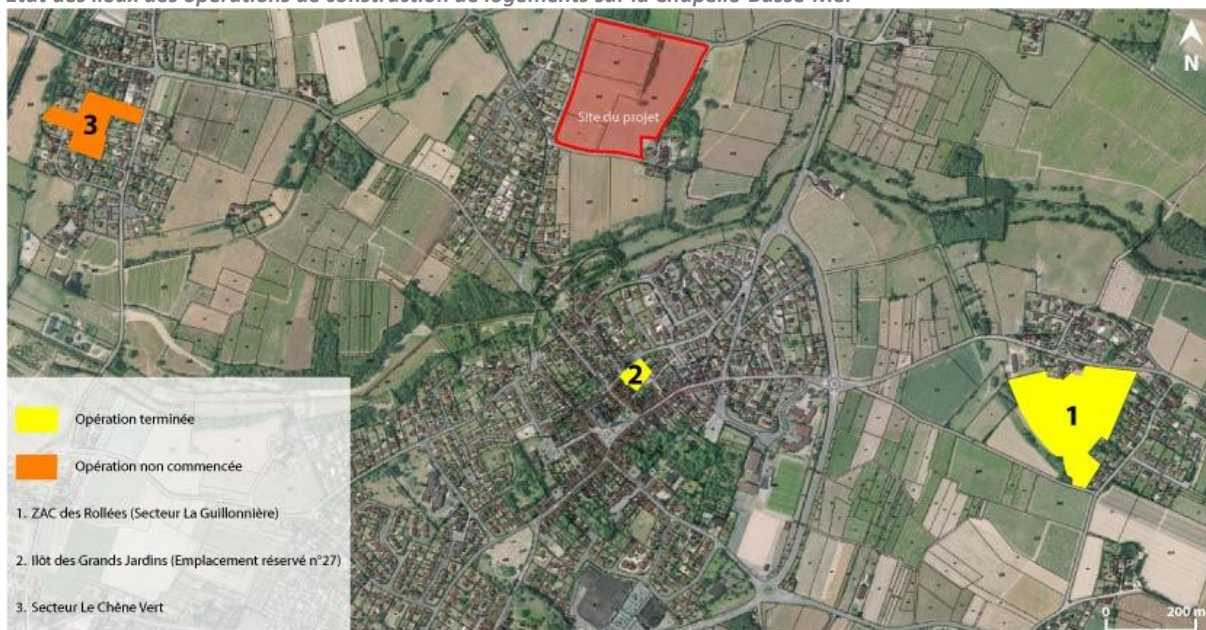 Etat des lieux des opérations de construction de logements sur la Chapelle-Basse-Mer
N
3
Site du projet
2
1
Opération terminée
Opération non commencée
1. ZAC des Rollées (Secteur La Guillonnière)
2. Ilôt des Grands Jardins (Emplacement réservé n°27)
3. Secteur Le Chêne Vert
0 200 m